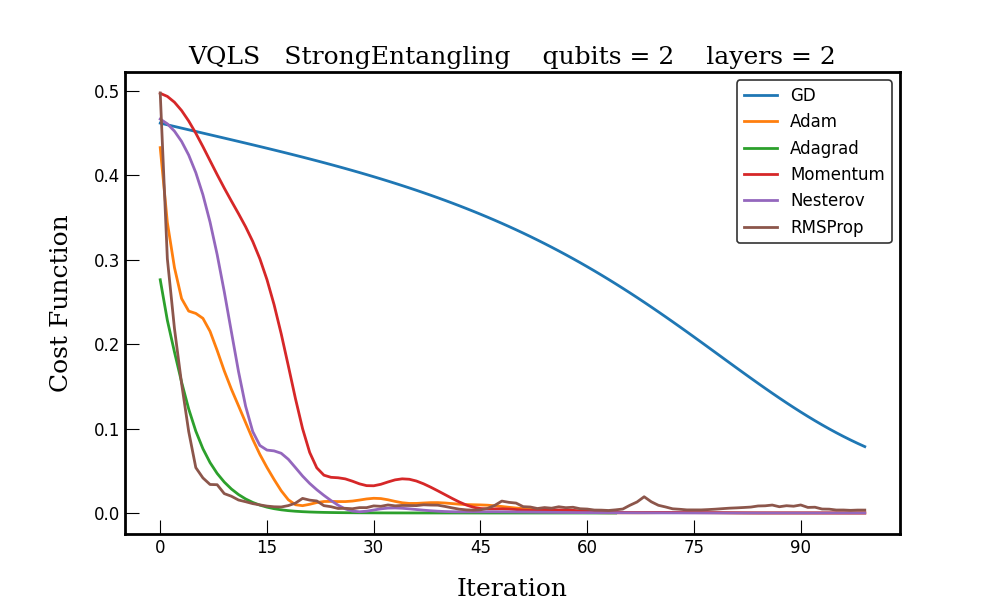 VQLS StrongEntangling qubits = 2 layers = 2
0.5
0.4
0.3
0.2
0.1
0.0
Cost Function
GD
Adam
Adagrad
Momentum
Nesterov
RMSProp
0 15 30 45 60 75 90
Iteration